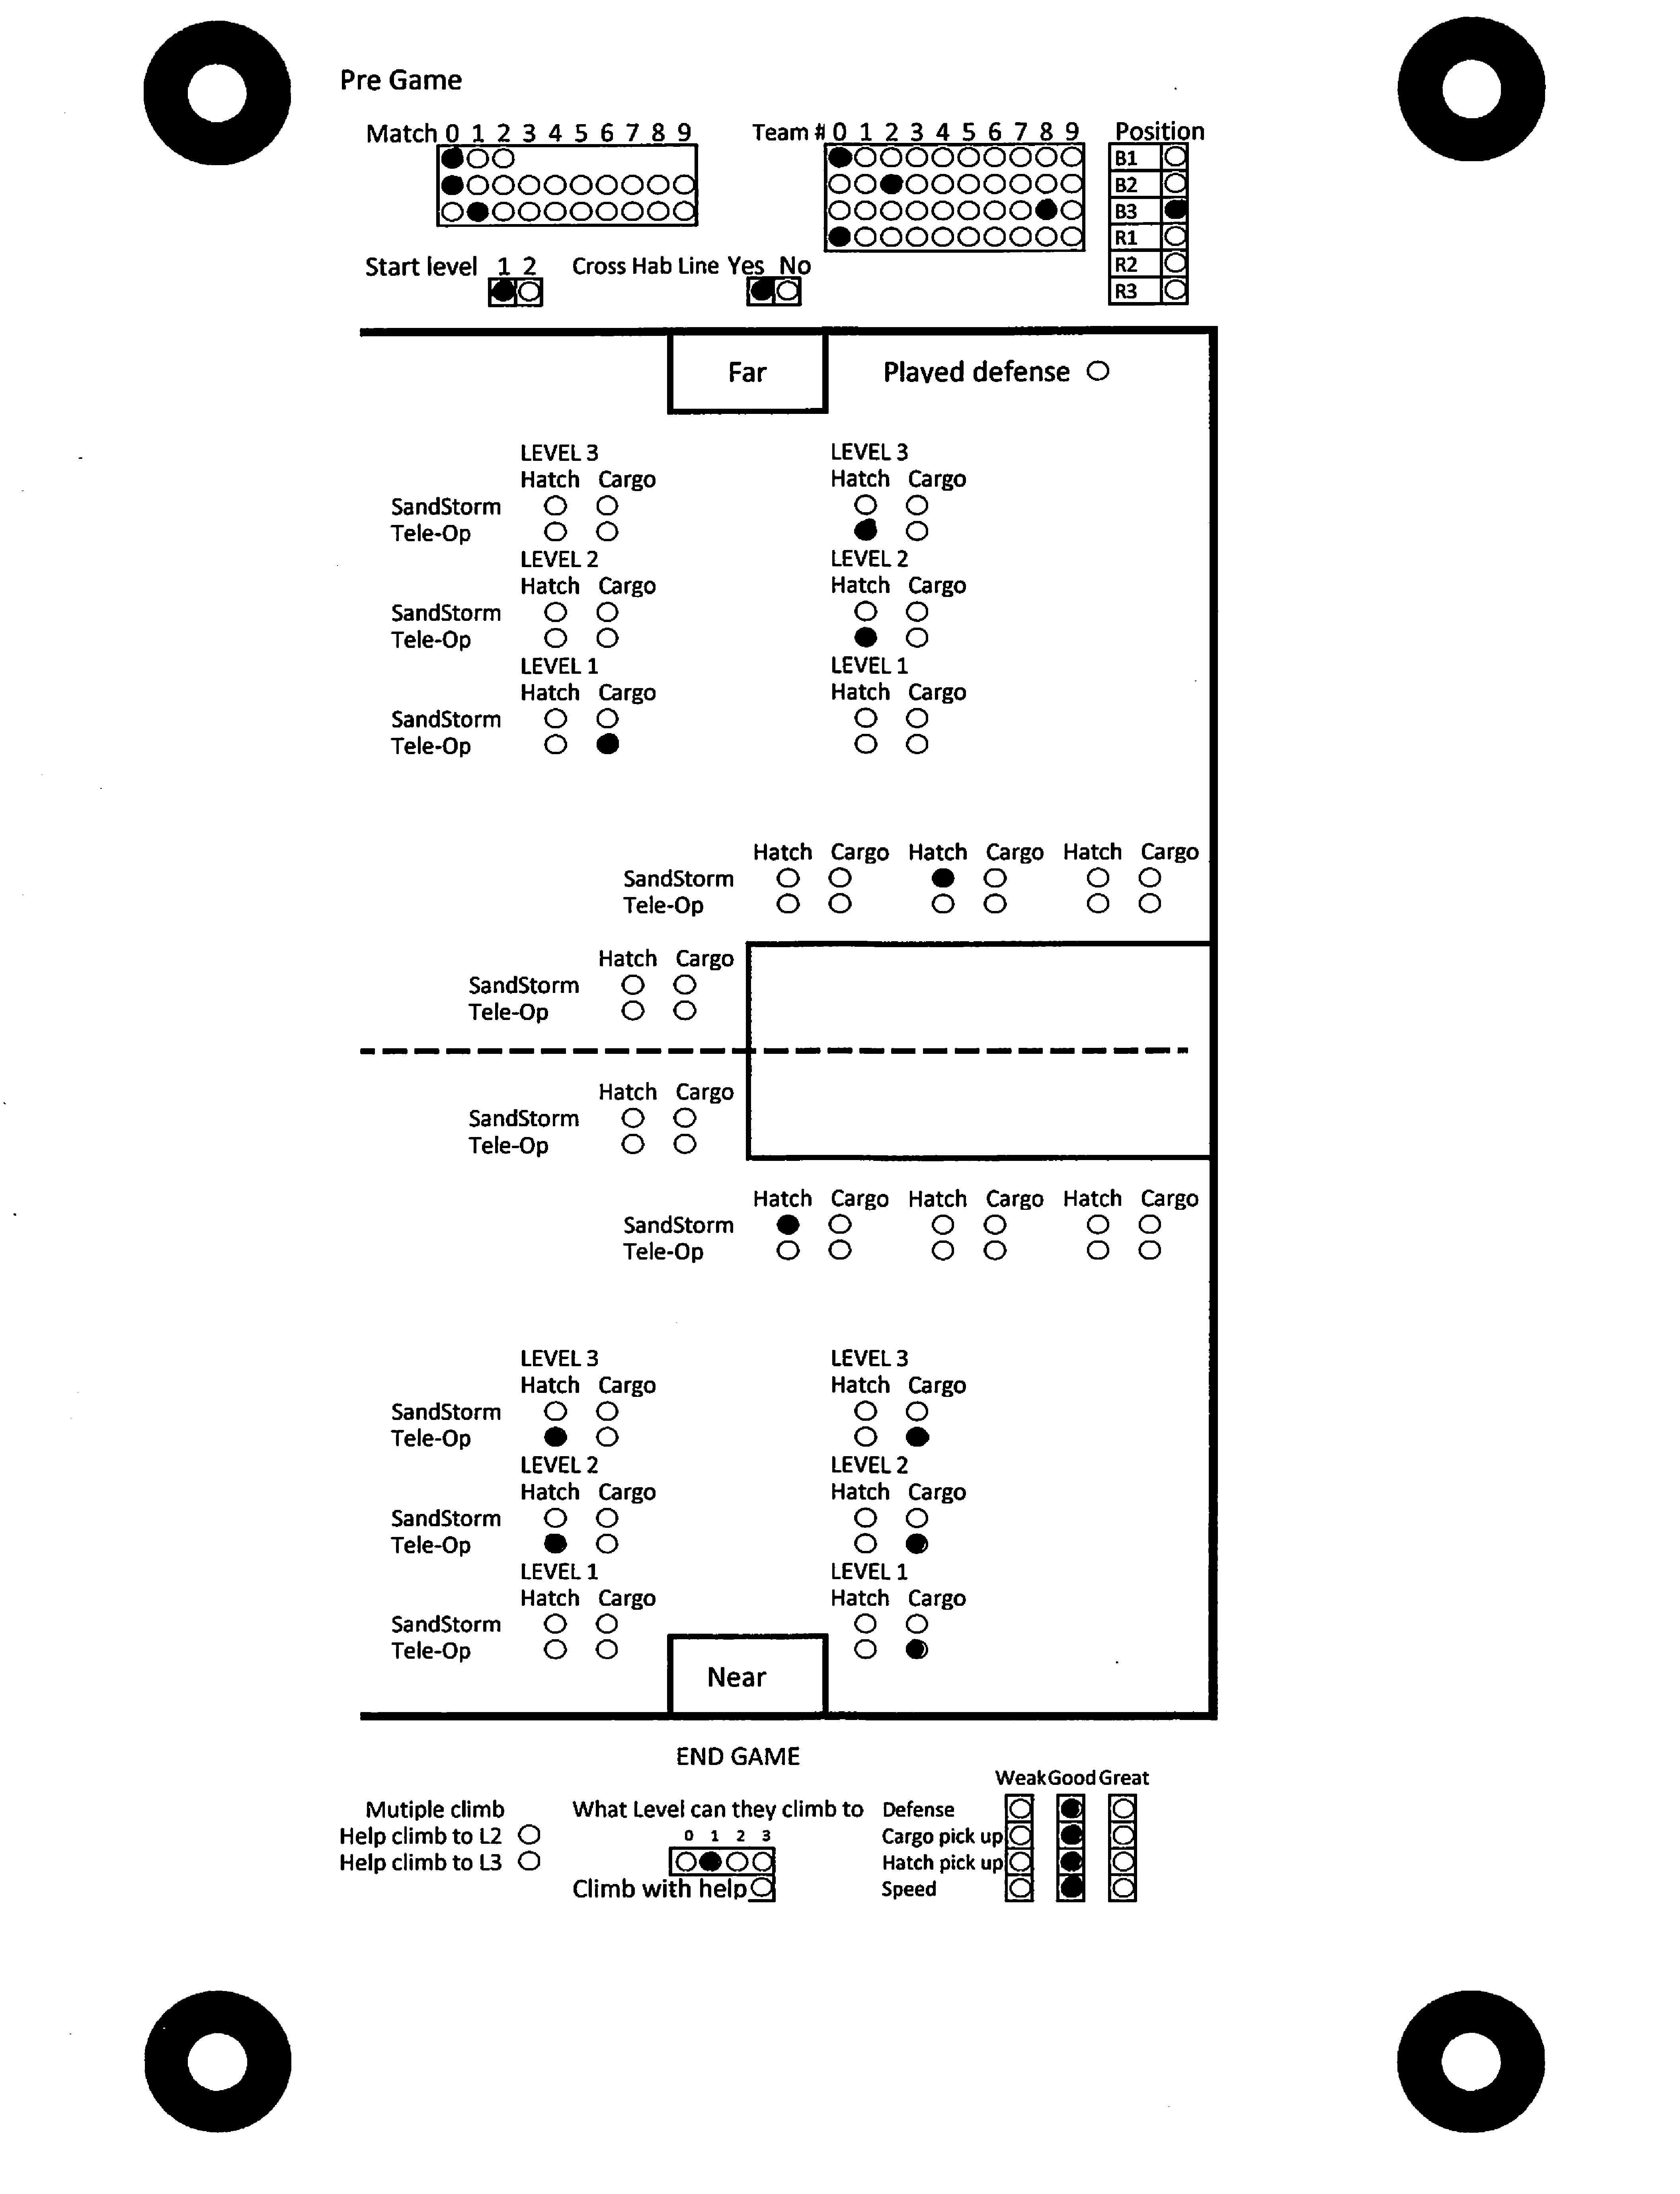 Pre Game
Match 0 1 2 3 4 5 6 7 8 9
Team # 0 1 2 3 4 5 6 7 8 9
Position
B1
B2
B3
R1
R2
R3
Start level 1 2
Cross Hab Line Yes No
Far
Played defense
LEVEL 3 LEVEL 3
Hatch Cargo Hatch Cargo
SandStorm
Tele-Op
LEVEL 2 LEVEL 2
Hatch Cargo Hatch Cargo
SandStorm
Tele-Op
LEVEL 1 LEVEL 1
Hatch Cargo Hatch Cargo
SandStorm
Tele-Op
Hatch Cargo Hatch Cargo Hatch Cargo
SandStorm
Tele-Op
Hatch Cargo
SandStorm
Tele-Op
Hatch Cargo
SandStorm
Tele-Op
Hatch Cargo Hatch Cargo Hatch Cargo
SandStorm
Tele-Op
LEVEL 3 LEVEL 3
Hatch Cargo Hatch Cargo
SandStorm
Tele-Op
LEVEL 2 LEVEL 2
Hatch Cargo Hatch Cargo
SandStorm
Tele-Op
LEVEL 1 LEVEL 1
Hatch Cargo Hatch Cargo
SandStorm
Tele-Op
Near
END GAME
Mutiple climb
Help climb to L2
Help climb to L3
What Level can they climb to
0 1 2 3
Climb with help
Weak Good Great
Defense
Cargo pick up
Hatch pick up
Speed